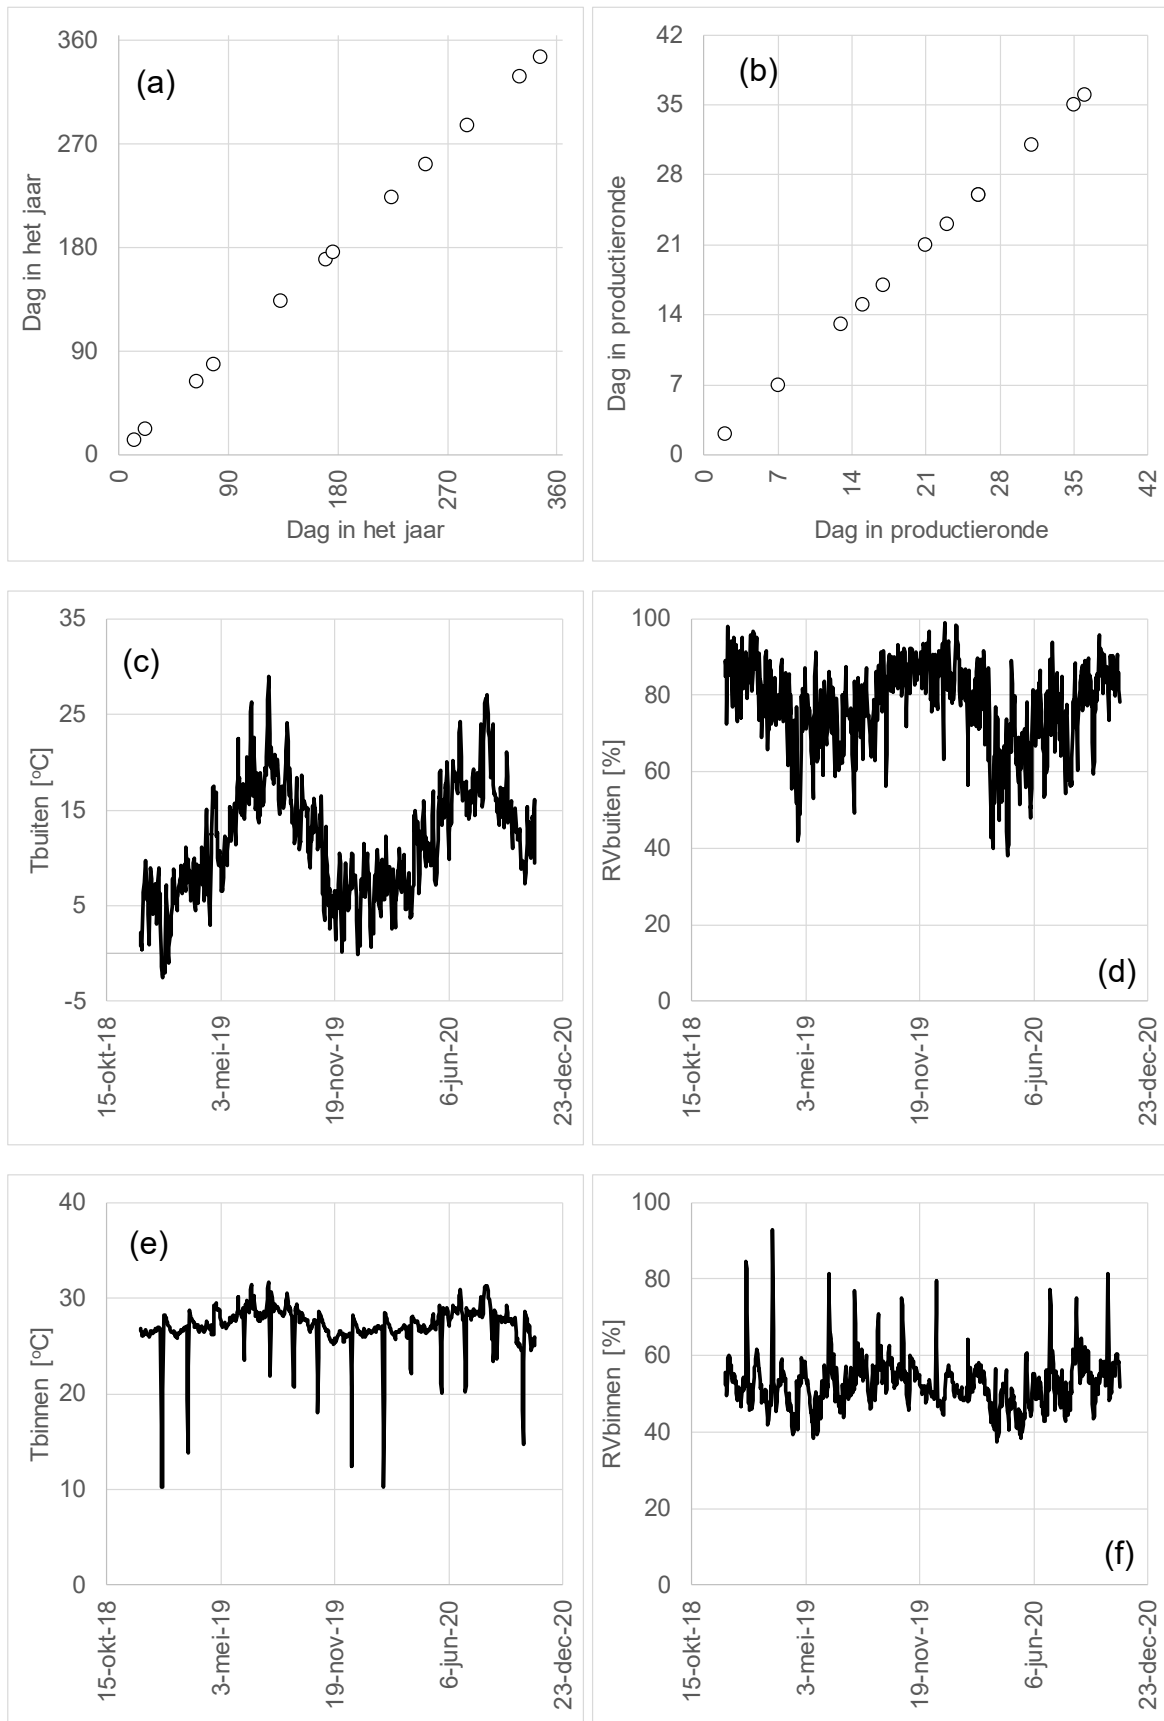 (a)
Dag in het jaar
360
270
180
90
0
0
90
180
270
360
Dag in het jaar
(b)
Dag in productieronde
42
35
28
21
14
7
0
0
7
14
21
28
35
42
Dag in productieronde
(c)
Tbuiten [°C]
35
25
15
5
-5
15-okt-18
3-mei-19
19-nov-19
6-jun-20
23-dec-20
(d)
RVbuiten [%]
100
80
60
40
20
0
15-okt-18
3-mei-19
19-nov-19
6-jun-20
23-dec-20
(e)
Tbinnen [°C]
40
30
20
10
0
15-okt-18
3-mei-19
19-nov-19
6-jun-20
23-dec-20
(f)
RVbinnen [%]
100
80
60
40
20
0
15-okt-18
3-mei-19
19-nov-19
6-jun-20
23-dec-20